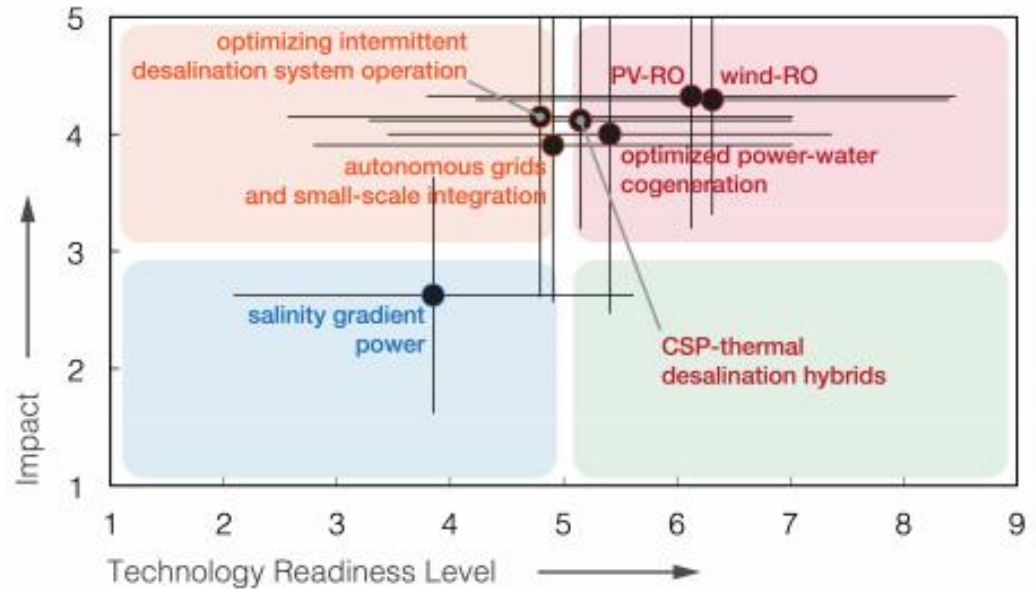 5
optimizing intermittent
desalination system operation
PV-RO
wind-RO
4
autonomous grids
and small-scale integration
optimized power-water
cogeneration
3
salinity gradient
power
CSP-thermal
desalination hybrids
2
1
Impact
1 2 3 4 5 6 7 8 9
Technology Readiness Level